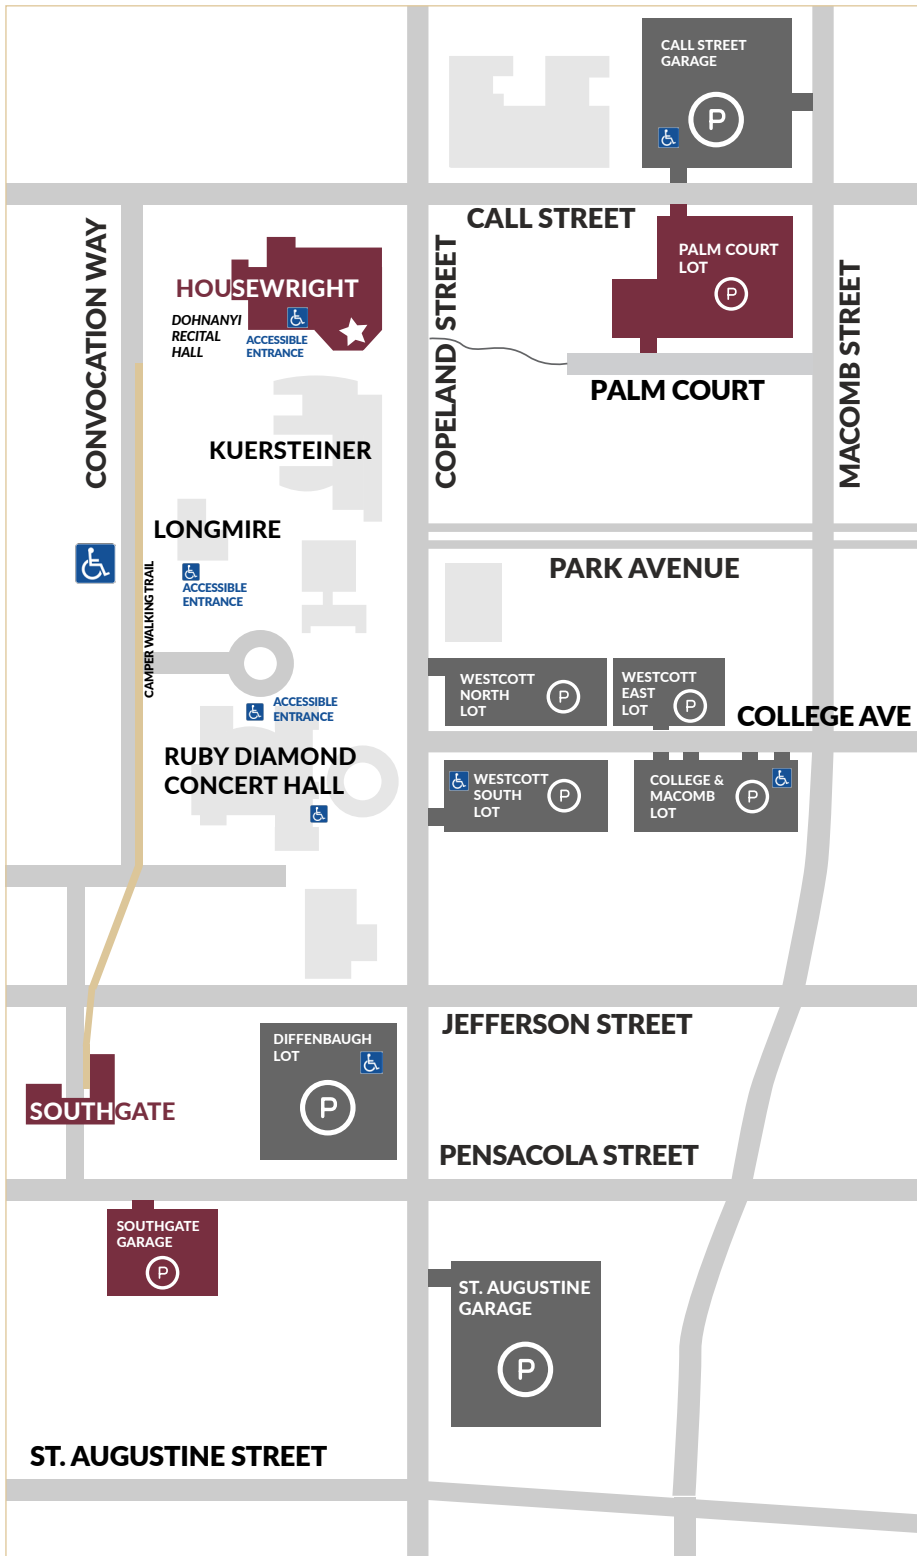 CALL STREET
GARAGE
P
CALL STREET
CONVOCATION WAY
COPELAND STREET
MACOMB STREET
PALM COURT
LOT
P
HOUSEWRIGHT
DOHNANYI
RECITAL
HALL
ACCESSIBLE
ENTRANCE
PALM COURT
KUERSTEINER
LONGMIRE
ACCESSIBLE
ENTRANCE
CAMPER WALKING TRAIL
PARK AVENUE
WESTCOTT
NORTH
LOT
P
WESTCOTT
EAST
LOT
P
COLLEGE AVE
ACCESSIBLE
ENTRANCE
RUBY DIAMOND
CONCERT HALL
WESTCOTT
SOUTH
LOT
P
COLLEGE &
MACOMB
LOT
P
JEFFERSON STREET
DIFFENBAUGH
LOT
P
SOUTHGATE
PENSACOLA STREET
SOUTHGATE
GARAGE
P
ST. AUGUSTINE
GARAGE
P
ST. AUGUSTINE STREET